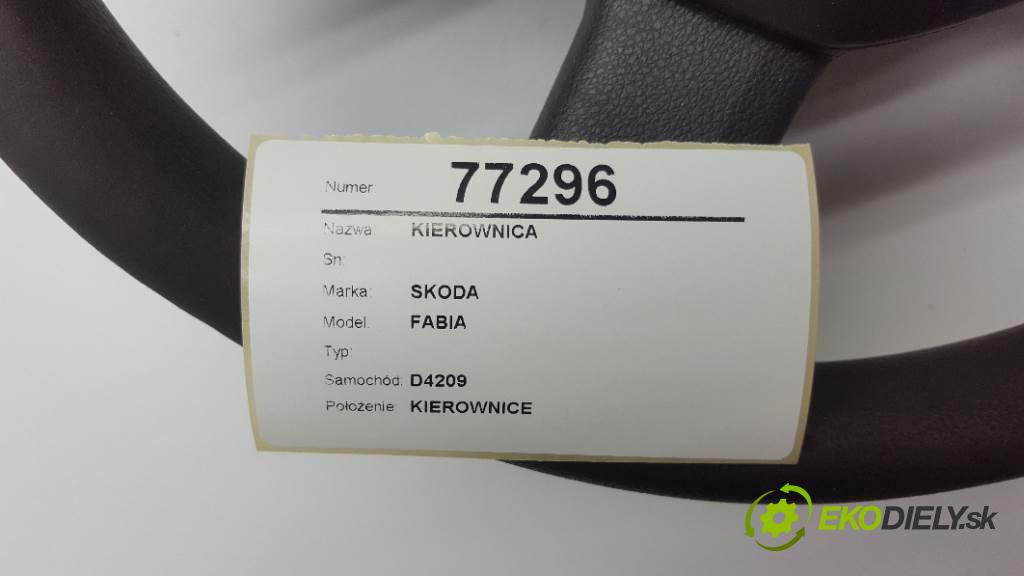 Numer: 77296
Nazwa: KIEROWNICA
Sn:
Marka: SKODA
Model: FABIA
Typ:
Samochód: D4209
Położenie: KIEROWNICE
EKODIELY.sk